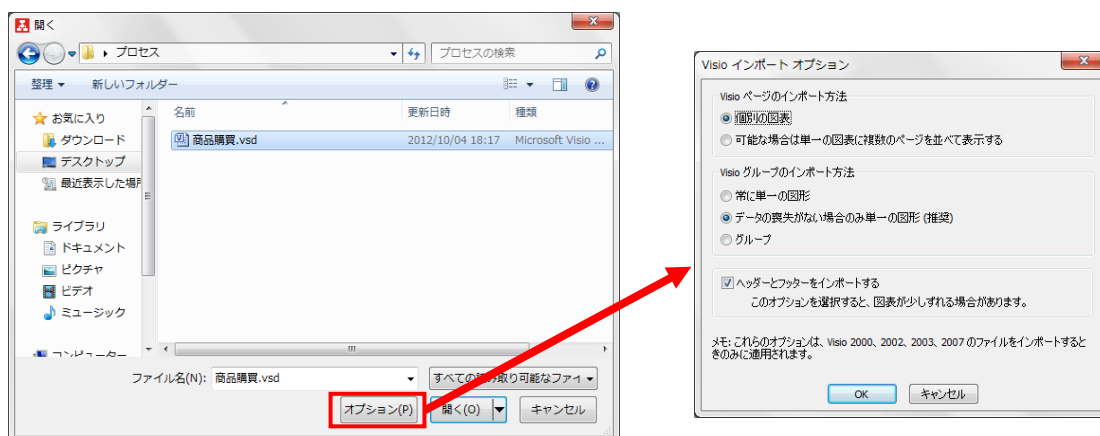 開く
プロセス
プロセスの検索
整理
新しいフォルダー
お気に入り
ダウンロード
デスクトップ
最近表示した場所
ライブラリ
ドキュメント
ピクチャ
ビデオ
ミュージック
コンピューター
名前 更新日時 種類
商品購買.vsd 2012/10/04 18:17 Microsoft Visio ...
ファイル名(N): 商品購買.vsd
すべての読み取り可能なファイ
オプション(P) 開く(O) キャンセル
Visio インポート オプション
Visio ページのインポート方法
個別の図表
可能な場合は単一の図表に複数のページを並べて表示する
Visio グループのインポート方法
常に単一の図形
データの喪失がない場合のみ単一の図形 (推奨)
グループ
ヘッダーとフッターをインポートする
このオプションを選択すると、図表が少しずれる場合があります。
メモ: これらのオプションは、Visio 2000、2002、2003、2007 のファイルをインポートすると
きのみに適用されます。
OK キャンセル